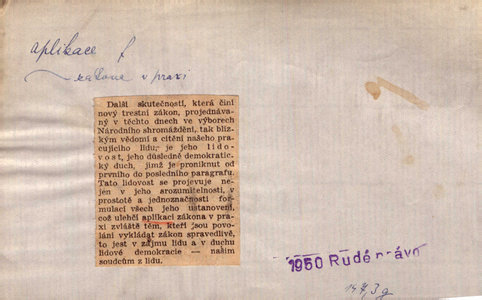 aplikace f
zákona v praxi
Další skutečností, která činí
nový trestní zákon, projednáva-
ný v těchto dnech ve výborech
Národního shromáždění, tak blíz-
kým vědomí a cítění našeho pra-
cujícího lidu, je jeho lido-
vost, jeho důsledně demokratic-
ký duch, jímž je proniknut od
prvního do posledního paragrafu.
Tato lidovost se projevuje ne-
jen v jeho srozumitelnosti, v
prostotě a jednoznačnosti for-
mulací všech jeho ustanovení,
což ulehčí aplikaci zákona v pra-
xi zvláště těm, kteří jsou povo-
láni vykládat zákon spravedlivě,
to jest v zájmu lidu a v duchu
lidové demokracie — našim
soudcům z lidu.
1950 Rudé právo